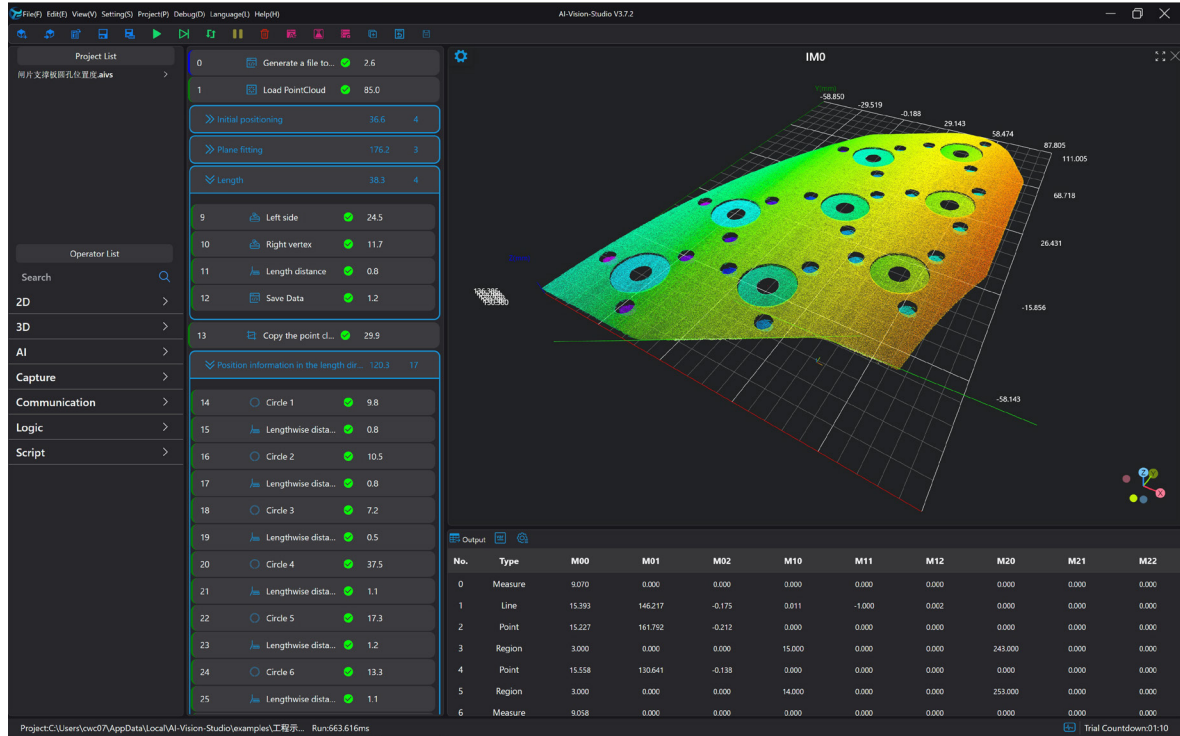 File(F) Edit(E) View(V) Setting(S) Project(P) Debug(D) Language(L) Help(H) AI-Vision-Studio V3.7.2
Project List
闸片支撑板圆孔位置度.aivs
Operator List
Search
2D
3D
AI
Capture
Communication
Logic
Script
0 Generate a file to... 2.6
1 Load PointCloud 85.0
Initial positioning 36.6 4
Plane fitting 176.2 3
Length 38.3 4
9 Left side 24.5
10 Right vertex 11.7
11 Length distance 0.8
12 Save Data 1.2
13 Copy the point cl... 29.9
Position information in the length dir... 120.3 17
14 Circle 1 9.8
15 Lengthwise dista... 0.8
16 Circle 2 10.5
17 Lengthwise dista... 0.8
18 Circle 3 7.2
19 Lengthwise dista... 0.5
20 Circle 4 37.5
21 Lengthwise dista... 1.1
22 Circle 5 17.3
23 Lengthwise dista... 1.2
24 Circle 6 13.3
25 Lengthwise dista... 1.1
IM0
Y(mm)
-58.850
-29.519
-0.188
29.143
58.474
87.805
111.005
68.718
26.431
-15.856
-58.143
Z
Y
X
Output
No. Type M00 M01 M02 M10 M11 M12 M20 M21 M22
0 Measure 9.070 0.000 0.000 0.000 0.000 0.000 0.000 0.000 0.000
1 Line 15.393 146.217 -0.175 0.011 -1.000 0.002 0.000 0.000 0.000
2 Point 15.227 161.792 -0.212 0.000 0.000 0.000 0.000 0.000 0.000
3 Region 3.000 0.000 0.000 15.000 0.000 0.000 243.000 0.000 0.000
4 Point 15.558 130.641 -0.138 0.000 0.000 0.000 0.000 0.000 0.000
5 Region 3.000 0.000 0.000 14.000 0.000 0.000 253.000 0.000 0.000
6 Measure 9.058 0.000 0.000 0.000 0.000 0.000 0.000 0.000 0.000
Project:C:\Users\cwc07\AppData\Local\AI-Vision-Studio\examples\工程示... Run:663.616ms
Trial Countdown:01:10